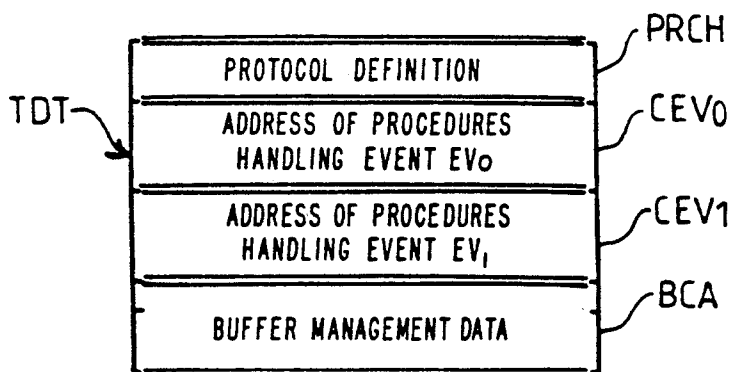 PRCH
PROTOCOL DEFINITION
TDT
CEV0
ADDRESS OF PROCEDURES
HANDLING EVENT EV0
CEV1
ADDRESS OF PROCEDURES
HANDLING EVENT EV1
BCA
BUFFER MANAGEMENT DATA